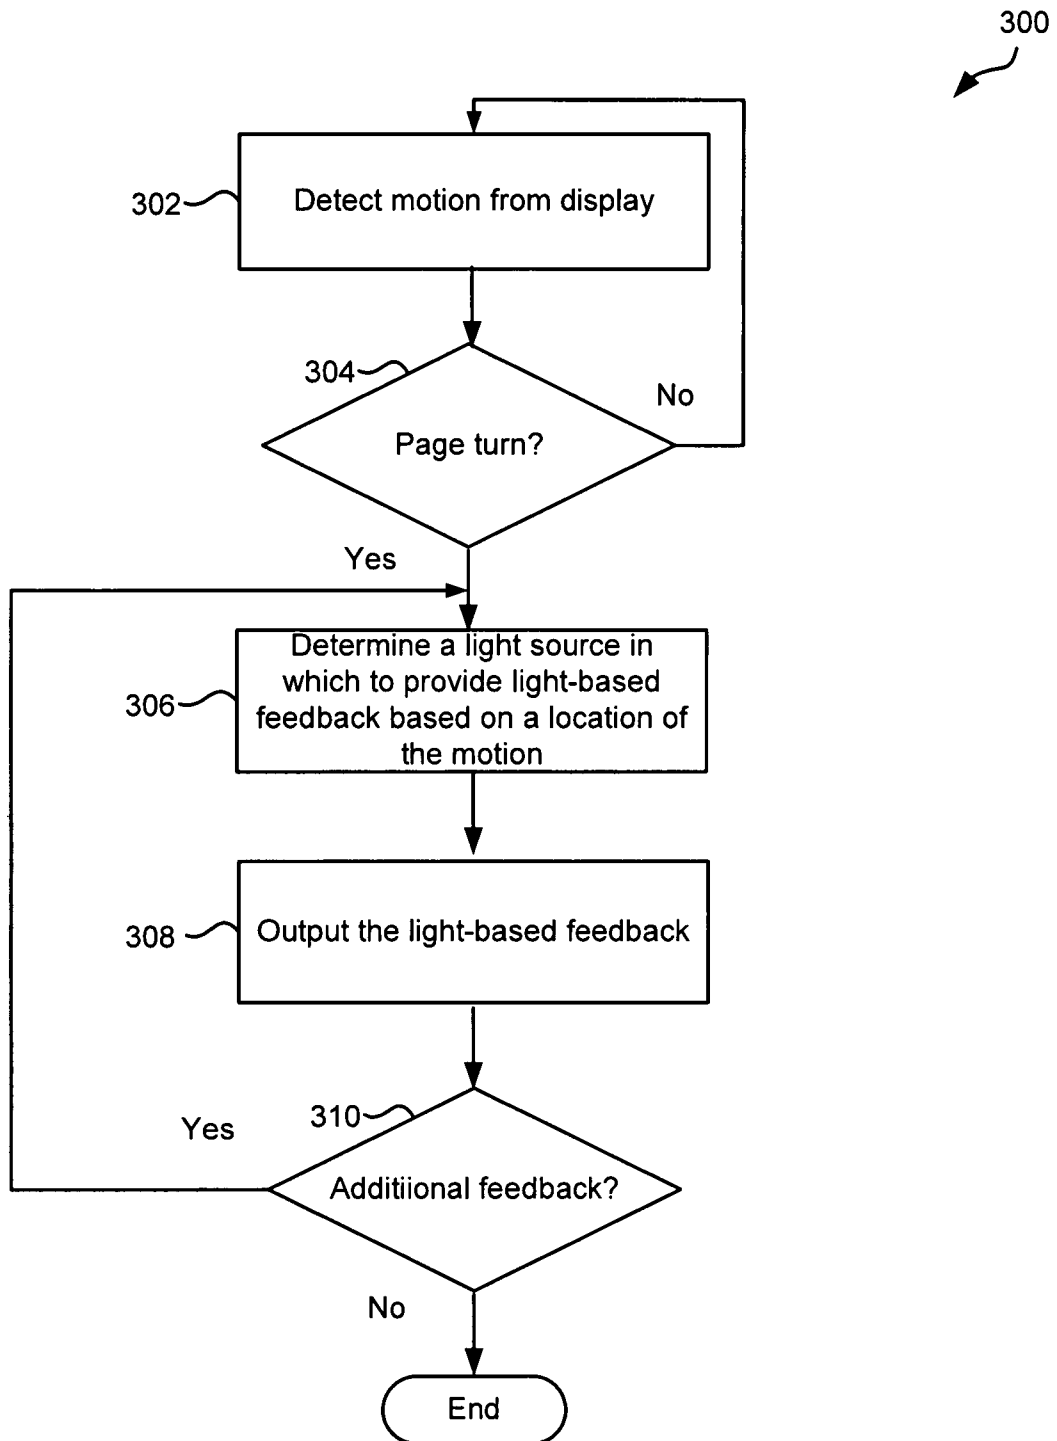 300
302
Detect motion from display
304
No
Page turn?
Yes
Determine a light source in
which to provide light-based
feedback based on a location of
the motion
306
308
Output the light-based feedback
310
Yes
Additiional feedback?
No
End